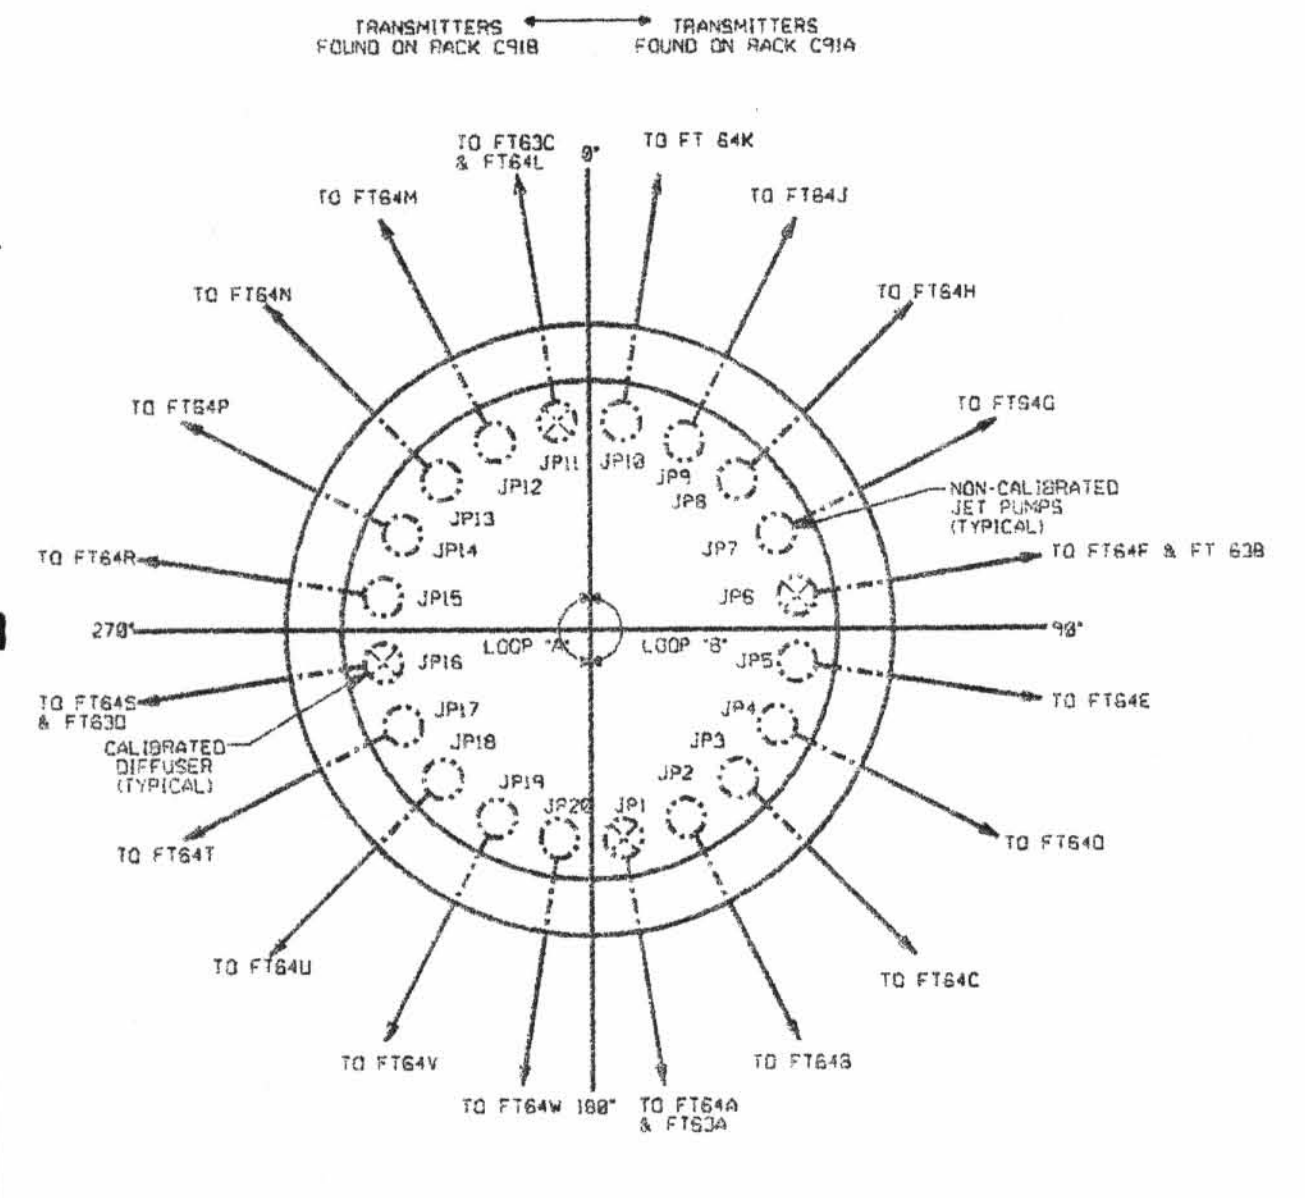 TRANSMITTERS
FOUND ON RACK C91B
TRANSMITTERS
FOUND ON RACK C91A
TO FT63C
& FT64L
0°
TO FT 64K
TO FT64M
TO FT64J
TO FT64N
TO FT64H
TO FT64P
TO FT64G
JP11
JP10
JP12
JP9
JP8
JP13
JP14
JP7
NON-CALIBRATED
JET PUMPS
(TYPICAL)
TO FT64R
TO FT64F & FT 63B
JP15
JP6
270°
90°
LOOP "A"
LOOP "B"
JP16
JP5
TO FT64S
& FT63D
TO FT64E
JP17
JP4
JP18
JP3
CALIBRATED
DIFFUSER
(TYPICAL)
JP19
JP2
JP20
JP1
TO FT64T
TO FT64D
TO FT64U
TO FT64C
TO FT64V
TO FT64B
TO FT64W
180°
TO FT64A
& FT63A